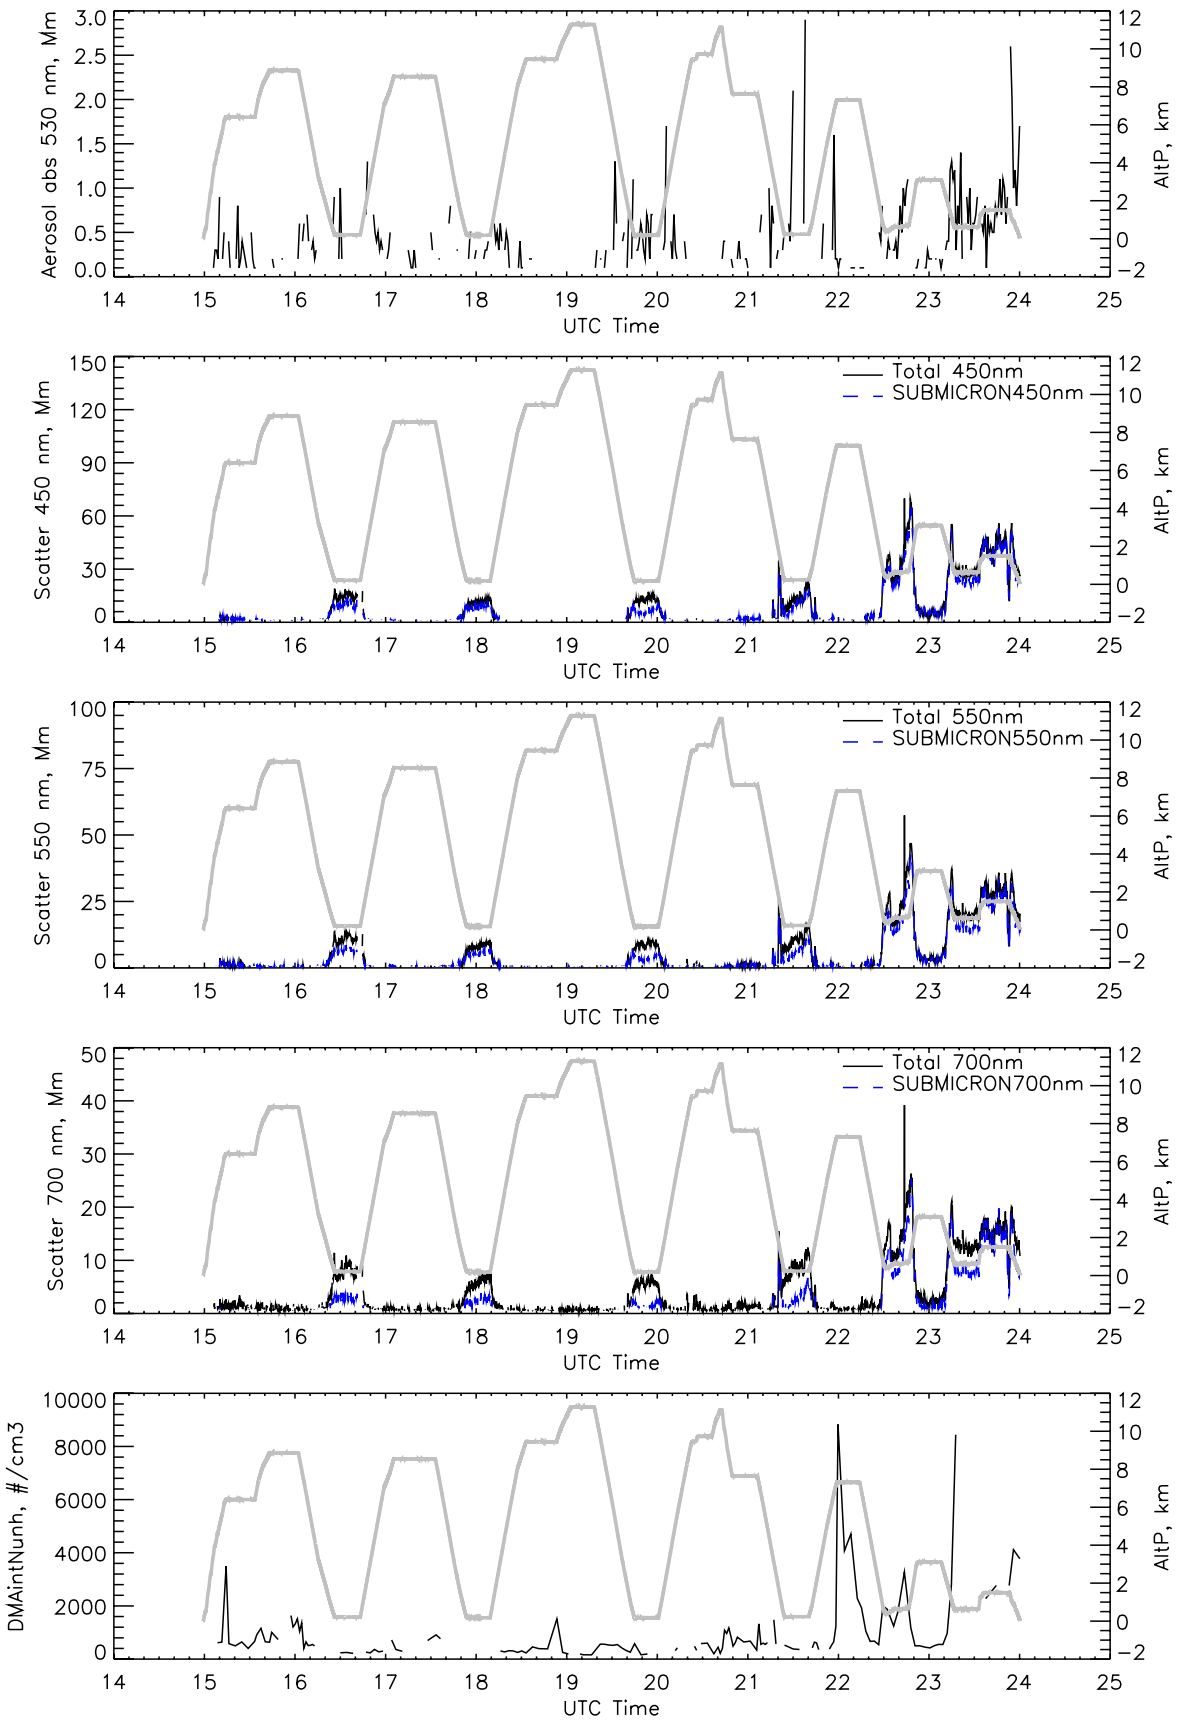 Aerosol abs 530 nm, Mm
3.0
2.5
2.0
1.5
1.0
0.5
0.0
12
10
8
6
4
2
0
−2
AltP, km
14 15 16 17 18 19 20 21 22 23 24 25
UTC Time
Scatter 450 nm, Mm
150
120
90
60
30
0
Total 450nm
SUBMICRON450nm
12
10
8
6
4
2
0
−2
AltP, km
14 15 16 17 18 19 20 21 22 23 24 25
UTC Time
Scatter 550 nm, Mm
100
75
50
25
0
Total 550nm
SUBMICRON550nm
12
10
8
6
4
2
0
−2
AltP, km
14 15 16 17 18 19 20 21 22 23 24 25
UTC Time
Scatter 700 nm, Mm
50
40
30
20
10
0
Total 700nm
SUBMICRON700nm
12
10
8
6
4
2
0
−2
AltP, km
14 15 16 17 18 19 20 21 22 23 24 25
UTC Time
DMAintNunh, #/cm3
10000
8000
6000
4000
2000
0
12
10
8
6
4
2
0
−2
AltP, km
14 15 16 17 18 19 20 21 22 23 24 25
UTC Time